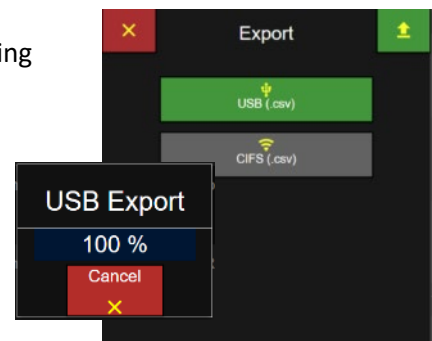 ing
Export
USB (.csv)
CIFS (.csv)
USB Export
100 %
Cancel